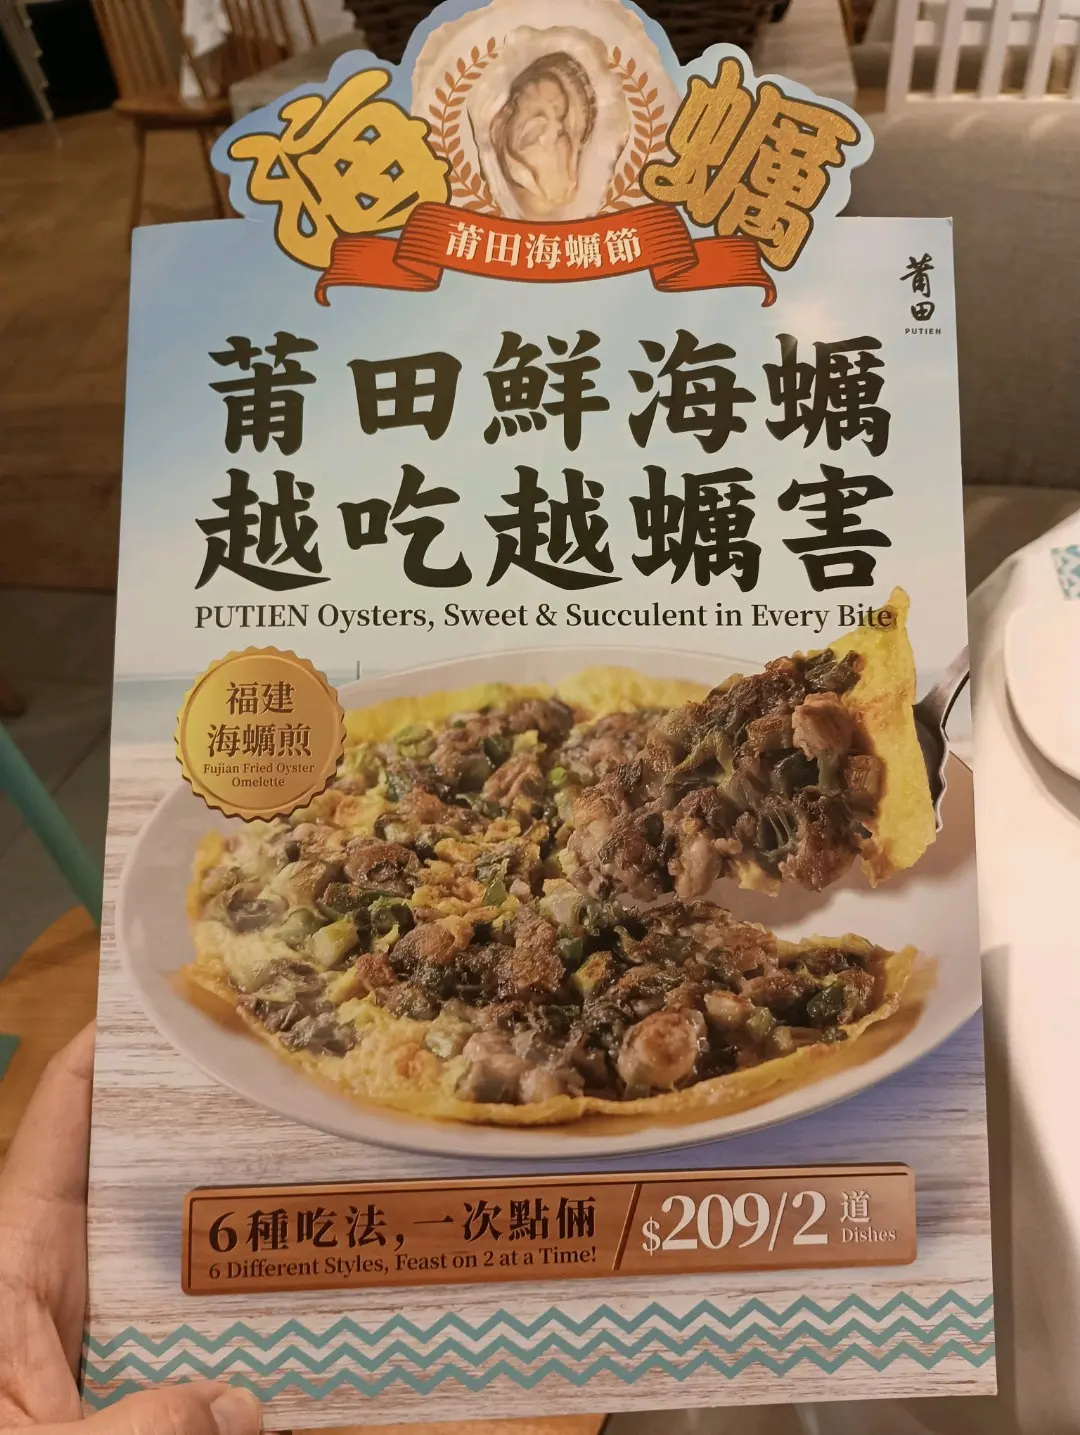 海蠣
莆田海蠣節
莆田
PUTIEN
莆田鮮海蠣
越吃越蠣害
PUTIEN Oysters, Sweet & Succulent in Every Bite
福建
海蠣煎
Fujian Fried Oyster
Omelette
6種吃法,一次點倆
6 Different Styles, Feast on 2 at a Time!
$209/2 道
Dishes